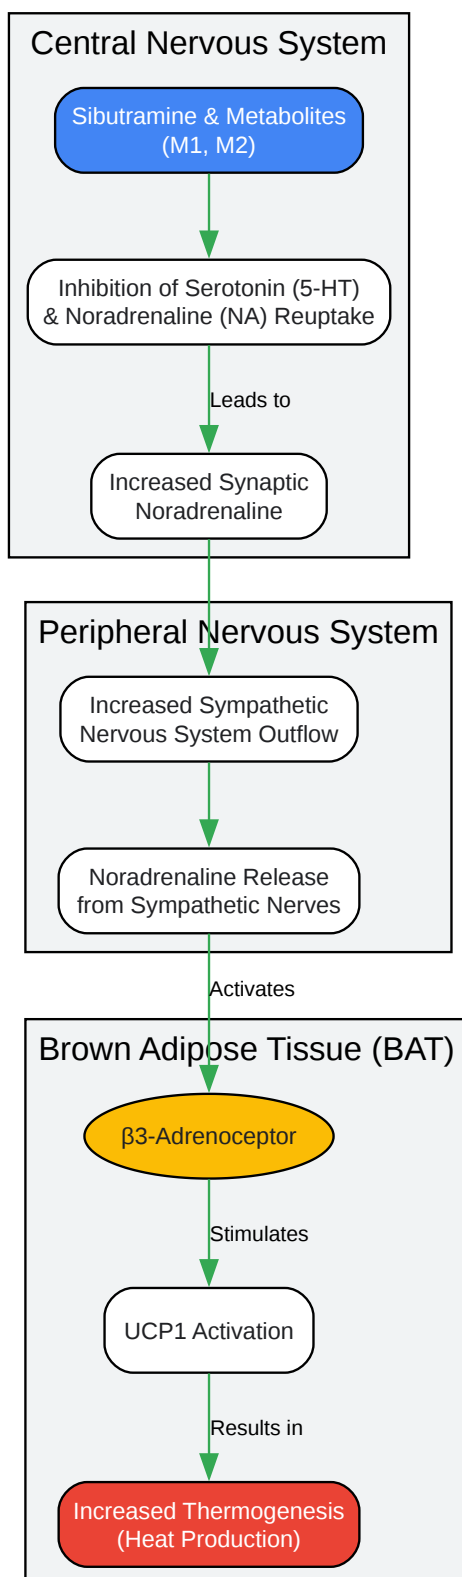 Central Nervous System
Sibutramine & Metabolites
(M1, M2)
Inhibition of Serotonin (5-HT)
& Noradrenaline (NA) Reuptake
Leads to
Increased Synaptic
Noradrenaline
Peripheral Nervous System
Increased Sympathetic
Nervous System Outflow
Noradrenaline Release
from Sympathetic Nerves
Activates
Brown Adipose Tissue (BAT)
β3-Adrenoceptor
Stimulates
UCP1 Activation
Results in
Increased Thermogenesis
(Heat Production)